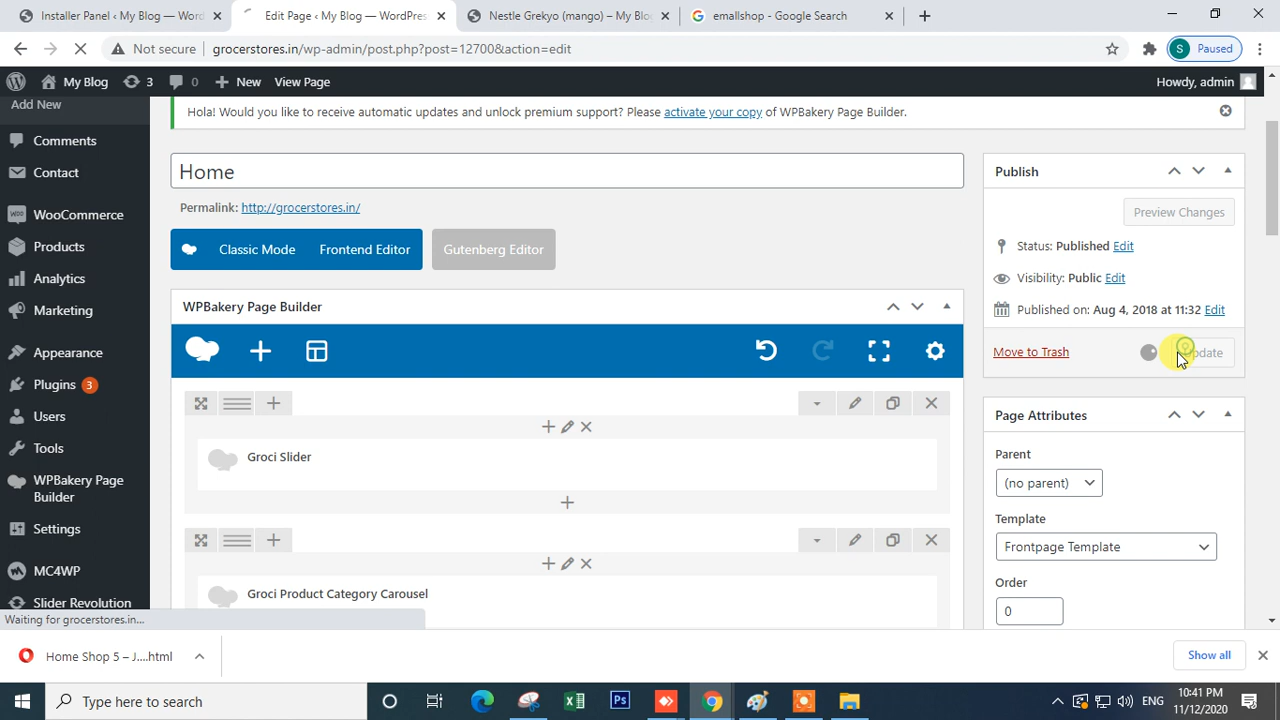 Installer Panel ‹ My Blog — WordPress
Edit Page ‹ My Blog — WordPress
Nestle Grekyo (mango) – My Blog
emallshop - Google Search
Not secure
grocerstores.in/wp-admin/post.php?post=12700&action=edit
S
Paused
My Blog
3
0
New
View Page
Howdy, admin
Add New
Comments
Contact
WooCommerce
Products
Analytics
Marketing
Appearance
Plugins 3
Users
Tools
WPBakery Page
Builder
Settings
MC4WP
Slider Revolution
Hola! Would you like to receive automatic updates and unlock premium support? Please activate your copy of WPBakery Page Builder.
Home
Permalink: http://grocerstores.in/
Classic Mode
Frontend Editor
Gutenberg Editor
WPBakery Page Builder
Groci Slider
Groci Product Category Carousel
Publish
Preview Changes
Status: Published Edit
Visibility: Public Edit
Published on: Aug 4, 2018 at 11:32 Edit
Move to Trash
Update
Page Attributes
Parent
(no parent)
Template
Frontpage Template
Order
0
Waiting for grocerstores.in...
Home Shop 5 – J....html
Show all
Type here to search
Ps
ENG
10:41 PM
11/12/2020